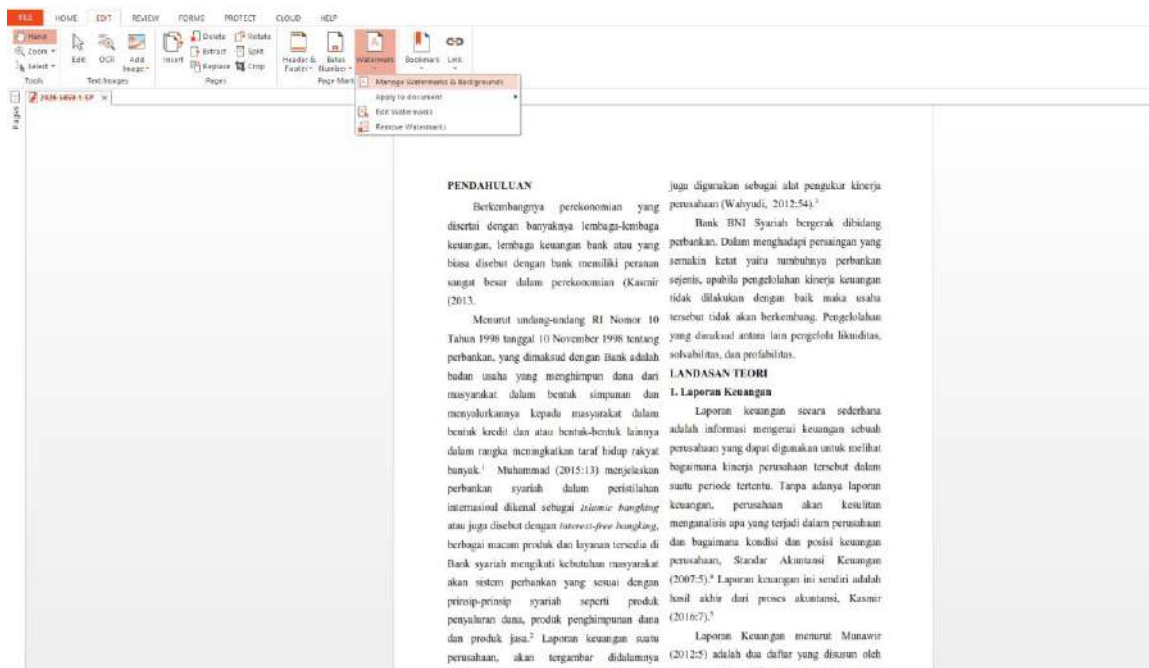 FILE HOME EDIT REVIEW FORMS PROTECT CLOUD HELP
Hand
Zoom
Select
Tools
Edit OCR Add Image
Text/Images
Insert
Delete Rotate
Extract Split
Replace Crop
Pages
Header & Footer Bates Number Watermark Bookmark Link
Page Mark
Manage Watermarks & Backgrounds
Apply to document
Edit Watermarks
Remove Watermarks
Pages
PENDAHULUAN
Berkembangnya perekonomian yang
disertai dengan banyaknya lembaga-lembaga
keuangan, lembaga keuangan bank atau yang
biasa disebut dengan bank memiliki peranan
sangat besar dalam perekonomian (Kasmir
(2013.
Menurut undang-undang RI Nomor 10
Tahun 1998 tanggal 10 November 1998 tentang
perbankan, yang dimaksud dengan Bank adalah
badan usaha yang menghimpun dana dari
masyarakat dalam bentuk simpanan dan
menyalurkannya kepada masyarakat dalam
bentuk kredit dan atau bentuk-bentuk lainnya
dalam rangka meningkatkan taraf hidup rakyat
banyak.¹ Muhammad (2015:13) menjelaskan
perbankan syariah dalam peristilahan
internasional dikenal sebagai islamic bangking
atau juga disebut dengan interest-free bangking,
berbagai macam produk dan layanan tersedia di
Bank syariah mengikuti kebutuhan masyarakat
akan sistem perbankan yang sesuai dengan
prinsip-prinsip syariah seperti produk
penyaluran dana, produk penghimpunan dana
dan produk jasa.² Laporan keuangan suatu
perusahaan, akan tergambar didalamnya
juga digunakan sebagai alat pengukur kinerja
perusahaan (Wahyudi, 2012:54).³
Bank BNI Syariah bergerak dibidang
perbankan. Dalam menghadapi persaingan yang
semakin ketat yaitu tumbuhnya perbankan
sejenis, apabila pengelolahan kinerja keuangan
tidak dilakukan dengan baik maka usaha
tersebut tidak akan berkembang. Pengelolahan
yang dimaksud antara lain pengelola likuiditas,
solvabilitas, dan profabilitas.
LANDASAN TEORI
1. Laporan Keuangan
Laporan keuangan secara sederhana
adalah informasi mengenai keuangan sebuah
perusahaan yang dapat digunakan untuk melihat
bagaimana kinerja perusahaan tersebut dalam
suatu periode tertentu. Tanpa adanya laporan
keuangan, perusahaan akan kesulitan
menganalisis apa yang terjadi dalam perusahaan
dan bagaimana kondisi dan posisi keuangan
perusahaan, Standar Akuntansi Keuangan
(2007:5).⁴ Laporan keuangan ini sendiri adalah
hasil akhir dari proses akuntansi, Kasmir
(2016:7).⁵
Laporan Keuangan menurut Munawir
(2012:5) adalah dua daftar yang disusun oleh